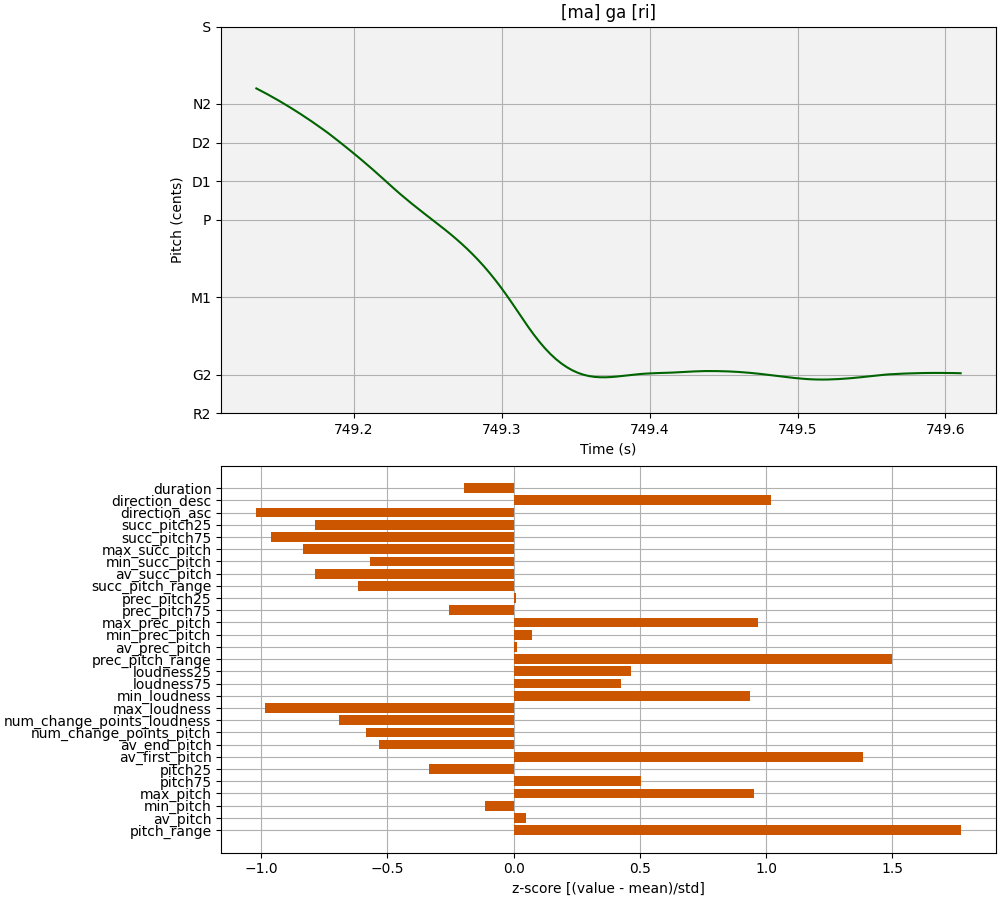 [ma] ga [ri]
S
N2
D2
D1
P
M1
G2
R2
Pitch (cents)
749.2 749.3 749.4 749.5 749.6
Time (s)
duration
direction_desc
direction_asc
succ_pitch25
succ_pitch75
max_succ_pitch
min_succ_pitch
av_succ_pitch
succ_pitch_range
prec_pitch25
prec_pitch75
max_prec_pitch
min_prec_pitch
av_prec_pitch
prec_pitch_range
loudness25
loudness75
min_loudness
max_loudness
num_change_points_loudness
num_change_points_pitch
av_end_pitch
av_first_pitch
pitch25
pitch75
max_pitch
min_pitch
av_pitch
pitch_range
−1.0 −0.5 0.0 0.5 1.0 1.5
z-score [(value - mean)/std]